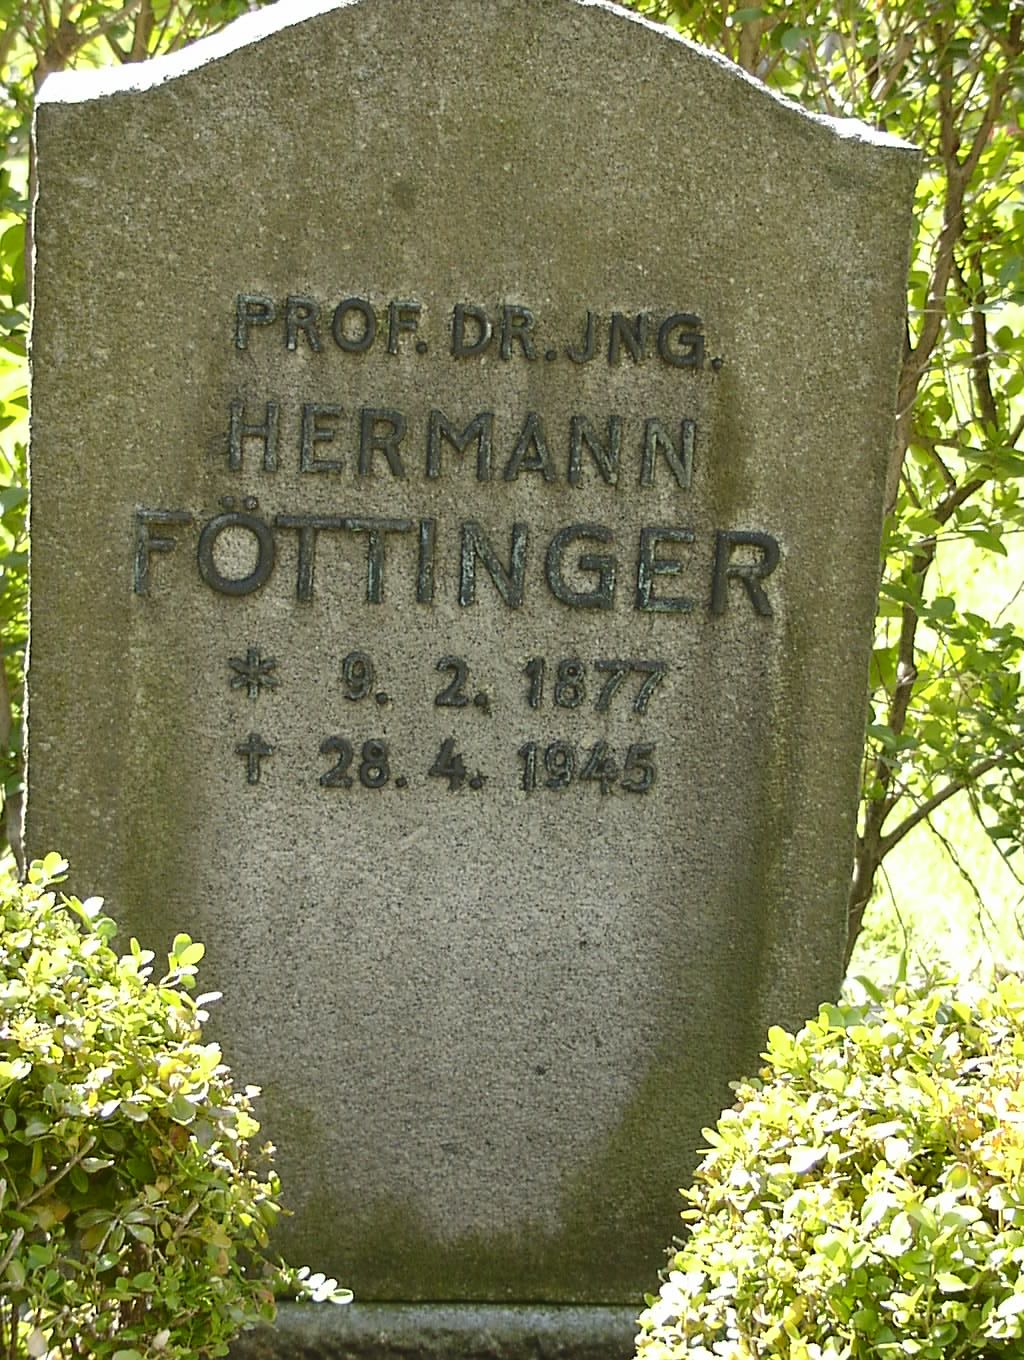 PROF. DR. JNG.
HERMANN
FÖTTINGER
* 9. 2. 1877
† 28. 4. 1945